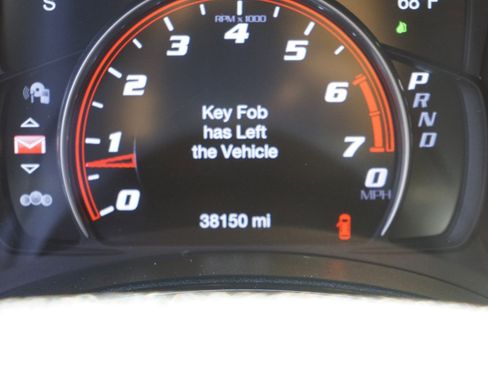 S
68°F
RPM x 1000
0
1
2
3
4
5
6
7
Key Fob
has Left
the Vehicle
P
R
N
D
0
MPH
38150 mi